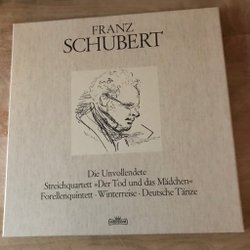 FRANZ
SCHUBERT
Die Unvollendete
Streichquartett »Der Tod und das Mädchen«
Forellenquintett · Winterreise · Deutsche Tänze